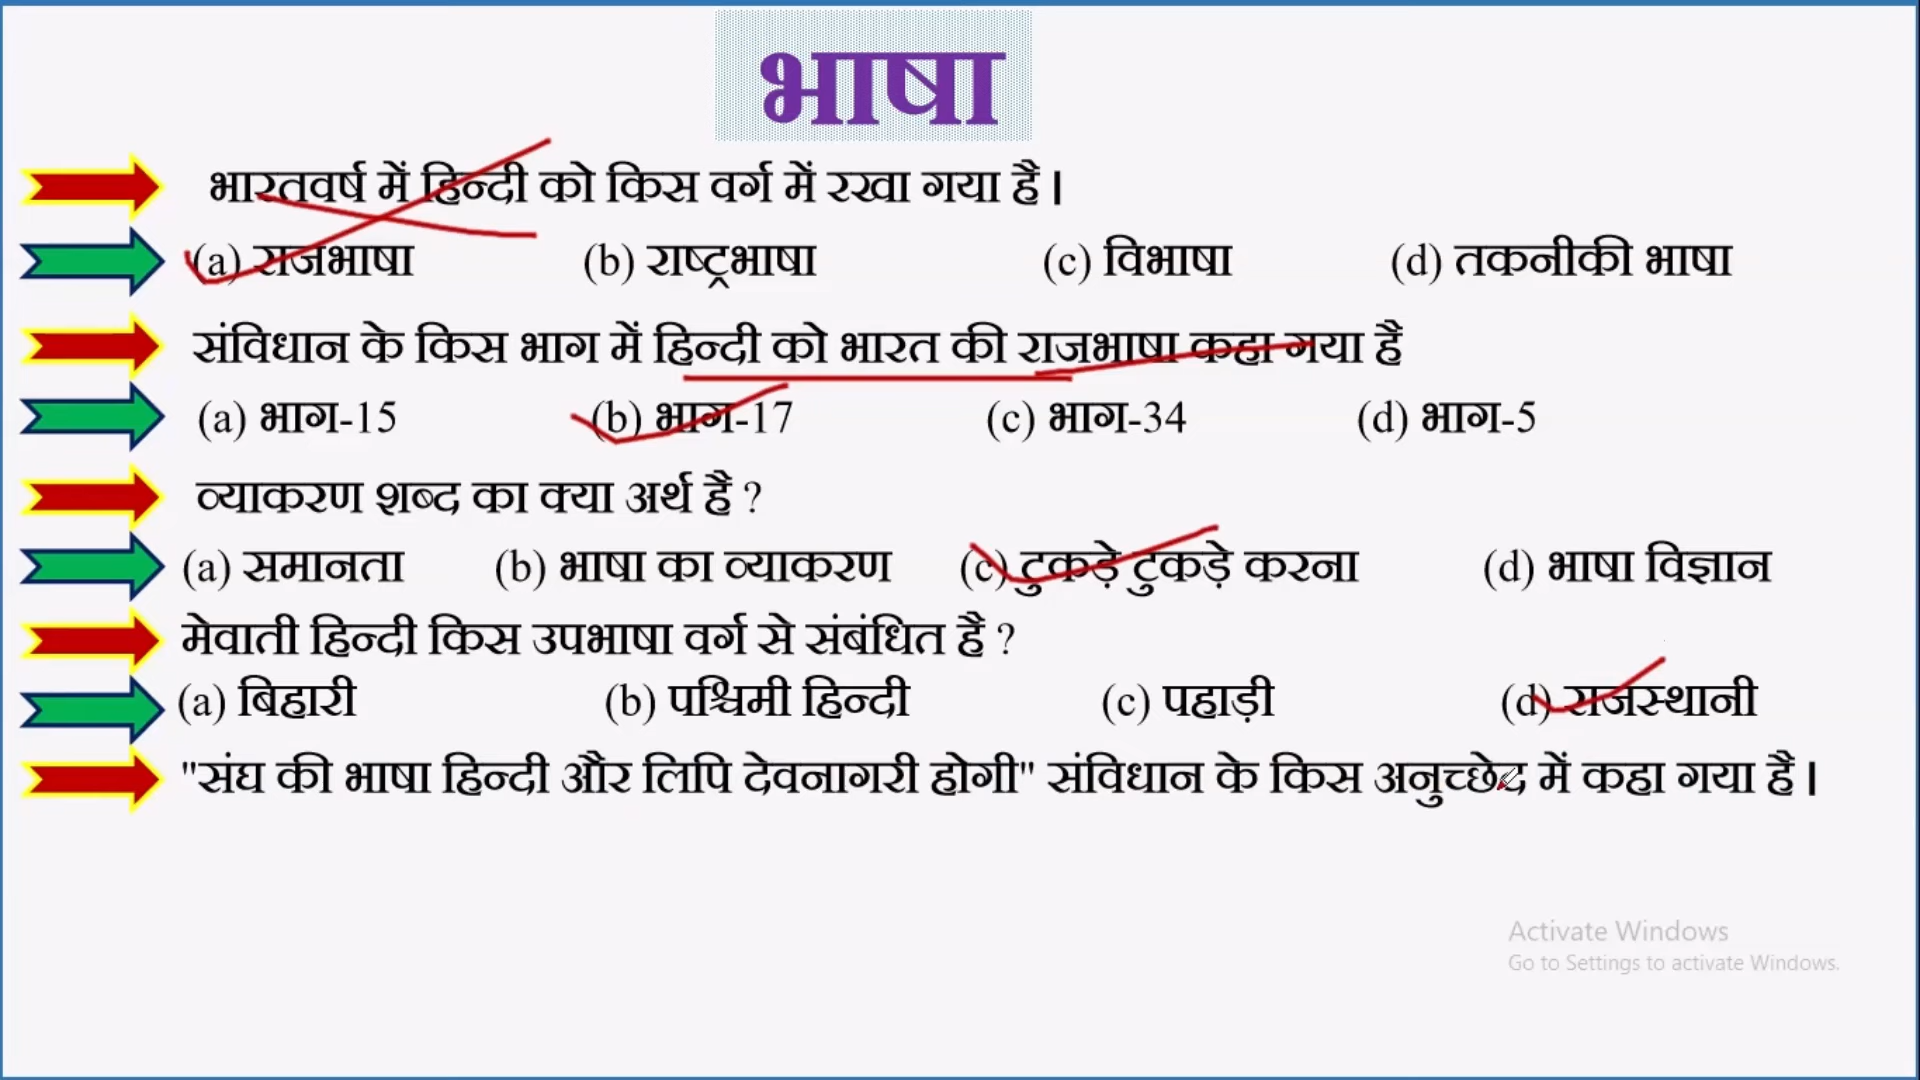 भाषा
भारतवर्ष में हिन्दी को किस वर्ग में रखा गया है।
(a) राजभाषा (b) राष्ट्रभाषा (c) विभाषा (d) तकनीकी भाषा
संविधान के किस भाग में हिन्दी को भारत की राजभाषा कहा गया है
(a) भाग-15 (b) भाग-17 (c) भाग-34 (d) भाग-5
व्याकरण शब्द का क्या अर्थ है ?
(a) समानता (b) भाषा का व्याकरण (c) टुकड़े टुकड़े करना (d) भाषा विज्ञान
मेवाती हिन्दी किस उपभाषा वर्ग से संबंधित है ?
(a) बिहारी (b) पश्चिमी हिन्दी (c) पहाड़ी (d) राजस्थानी
"संघ की भाषा हिन्दी और लिपि देवनागरी होगी" संविधान के किस अनुच्छेद में कहा गया है।
Activate Windows
Go to Settings to activate Windows.